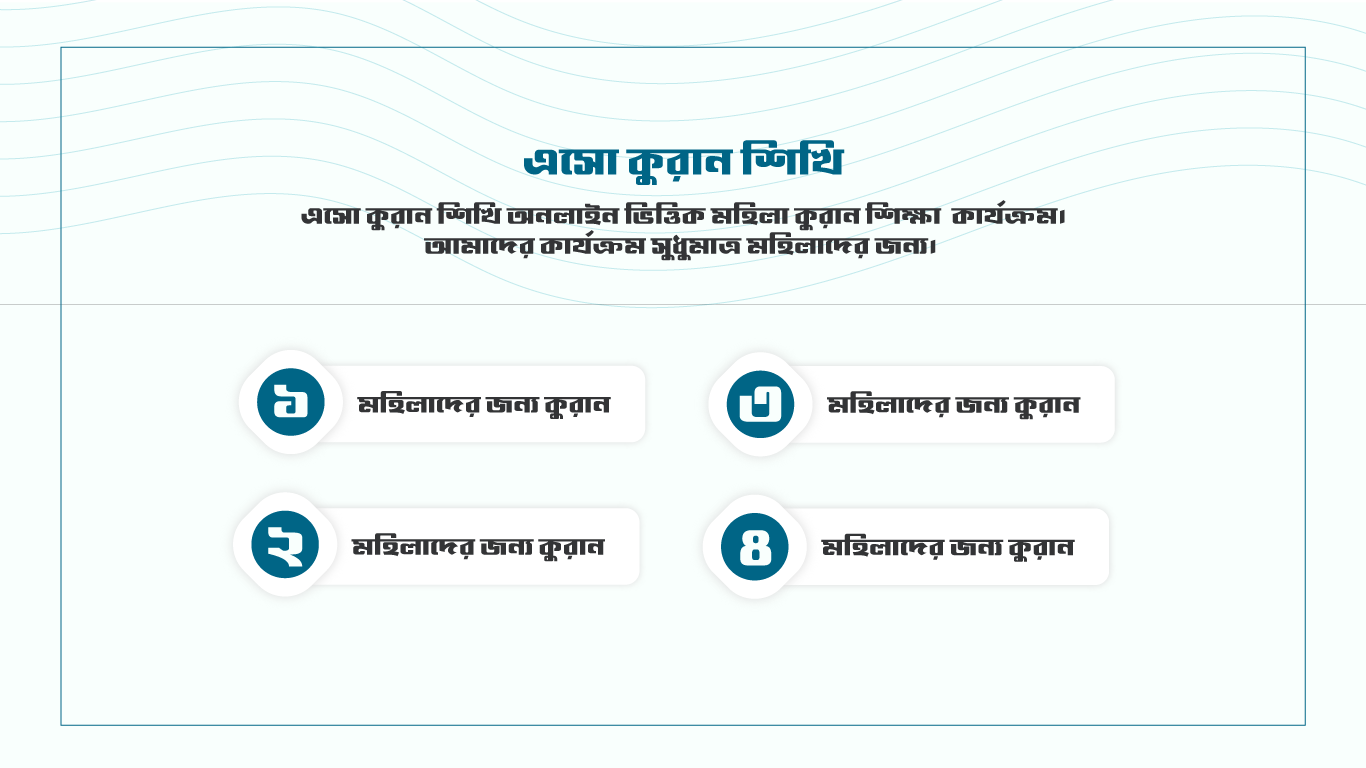 এসো কুরান শিখি
এসো কুরান শিখি অনলাইন ভিত্তিক মহিলা কুরান শিক্ষা কার্যক্রম।
আমাদের কার্যক্রম সুধুমাত্র মহিলাদের জন্য।
১ মহিলাদের জন্য কুরান
৩ মহিলাদের জন্য কুরান
২ মহিলাদের জন্য কুরান
৪ মহিলাদের জন্য কুরান